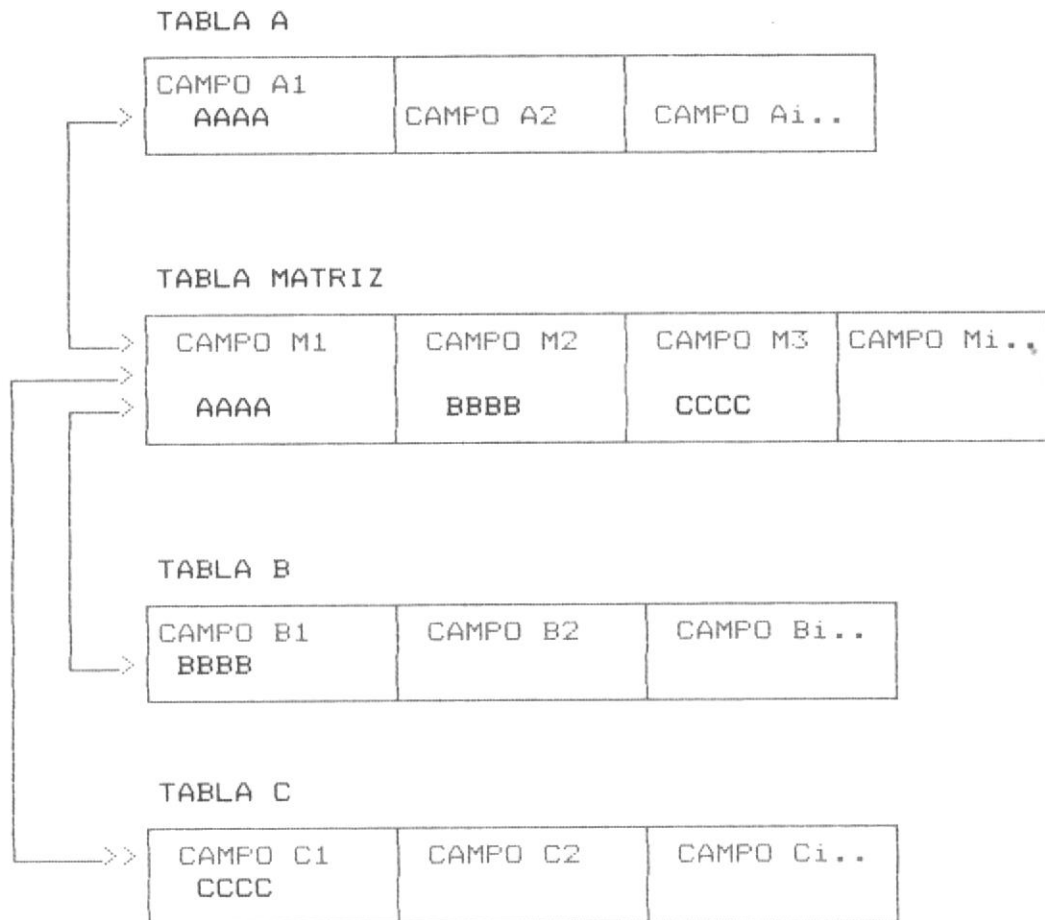 TABLA A
CAMPO A1
AAAA CAMPO A2 CAMPO Ai..
TABLA MATRIZ
CAMPO M1 CAMPO M2 CAMPO M3 CAMPO Mi..
AAAA BBBB CCCC
TABLA B
CAMPO B1 CAMPO B2 CAMPO Bi..
BBBB
TABLA C
CAMPO C1 CAMPO C2 CAMPO Ci..
CCCC